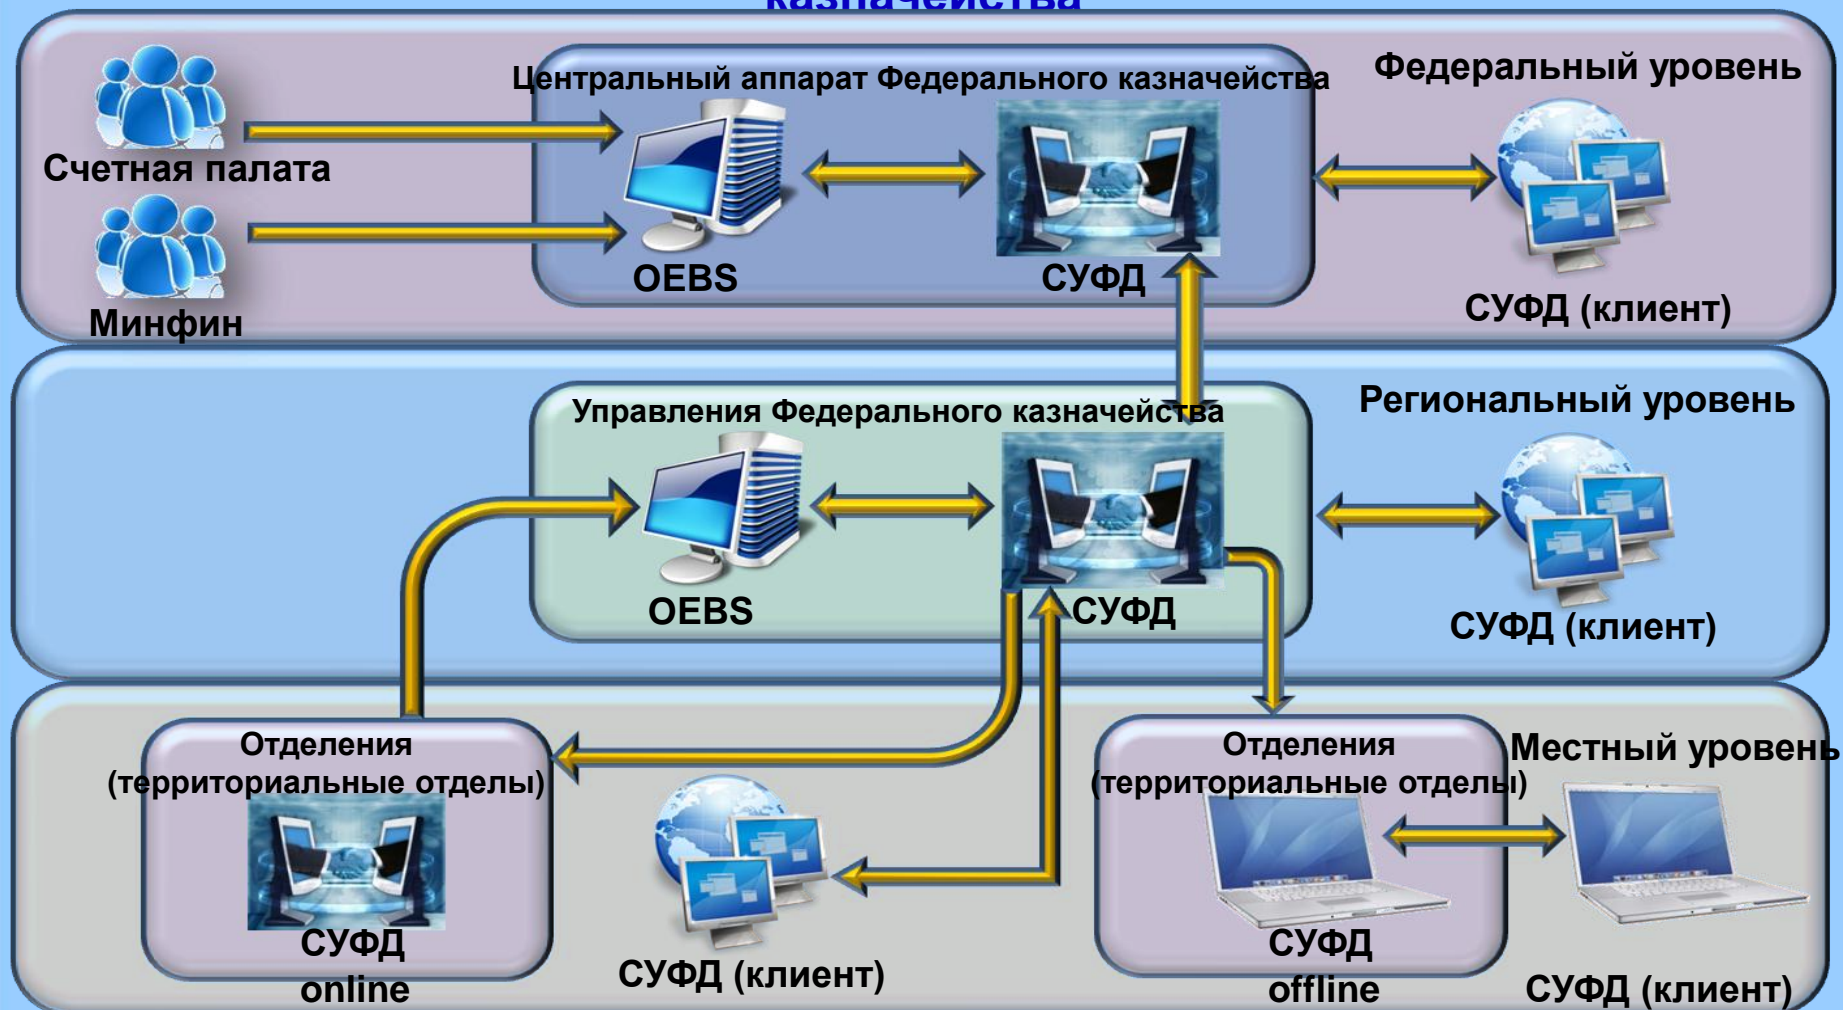 казначейства
Центральный аппарат Федерального казначейства
Федеральный уровень
Счетная палата
OEBS
СУФД
СУФД (клиент)
Минфин
Управления Федерального казначейства
Региональный уровень
OEBS
СУФД
СУФД (клиент)
Отделения
(территориальные отделы)
СУФД
online
СУФД (клиент)
Отделения
(территориальные отделы)
СУФД
offline
Местный уровень
СУФД (клиент)